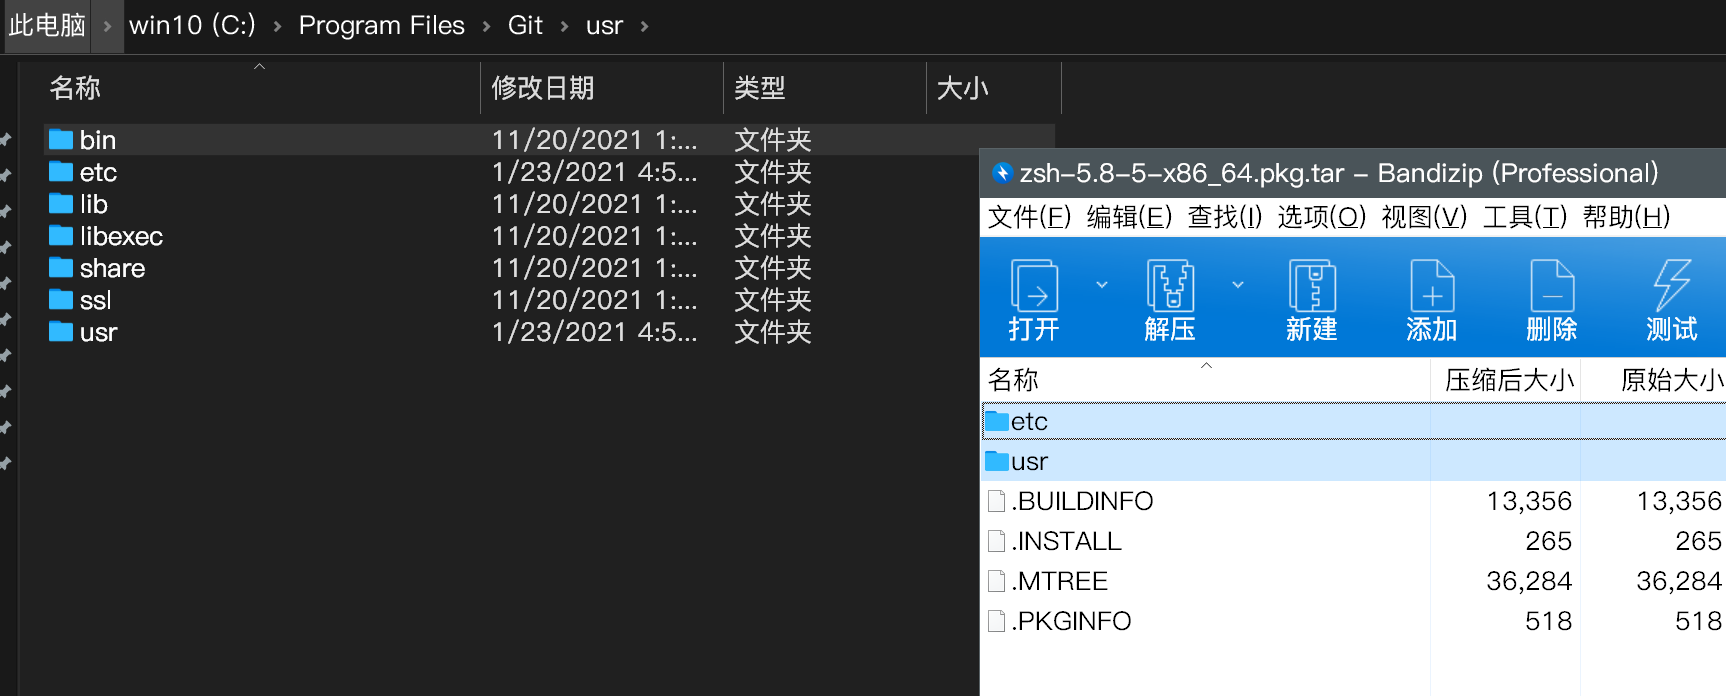 此电脑 › win10 (C:) › Program Files › Git › usr ›
名称 修改日期 类型 大小
bin 11/20/2021 1:... 文件夹
etc 1/23/2021 4:5... 文件夹
lib 11/20/2021 1:... 文件夹
libexec 11/20/2021 1:... 文件夹
share 11/20/2021 1:... 文件夹
ssl 11/20/2021 1:... 文件夹
usr 1/23/2021 4:5... 文件夹
zsh-5.8-5-x86_64.pkg.tar - Bandizip (Professional)
文件(F) 编辑(E) 查找(I) 选项(O) 视图(V) 工具(T) 帮助(H)
打开 解压 新建 添加 删除 测试
名称 压缩后大小 原始大小
etc
usr
.BUILDINFO 13,356 13,356
.INSTALL 265 265
.MTREE 36,284 36,284
.PKGINFO 518 518